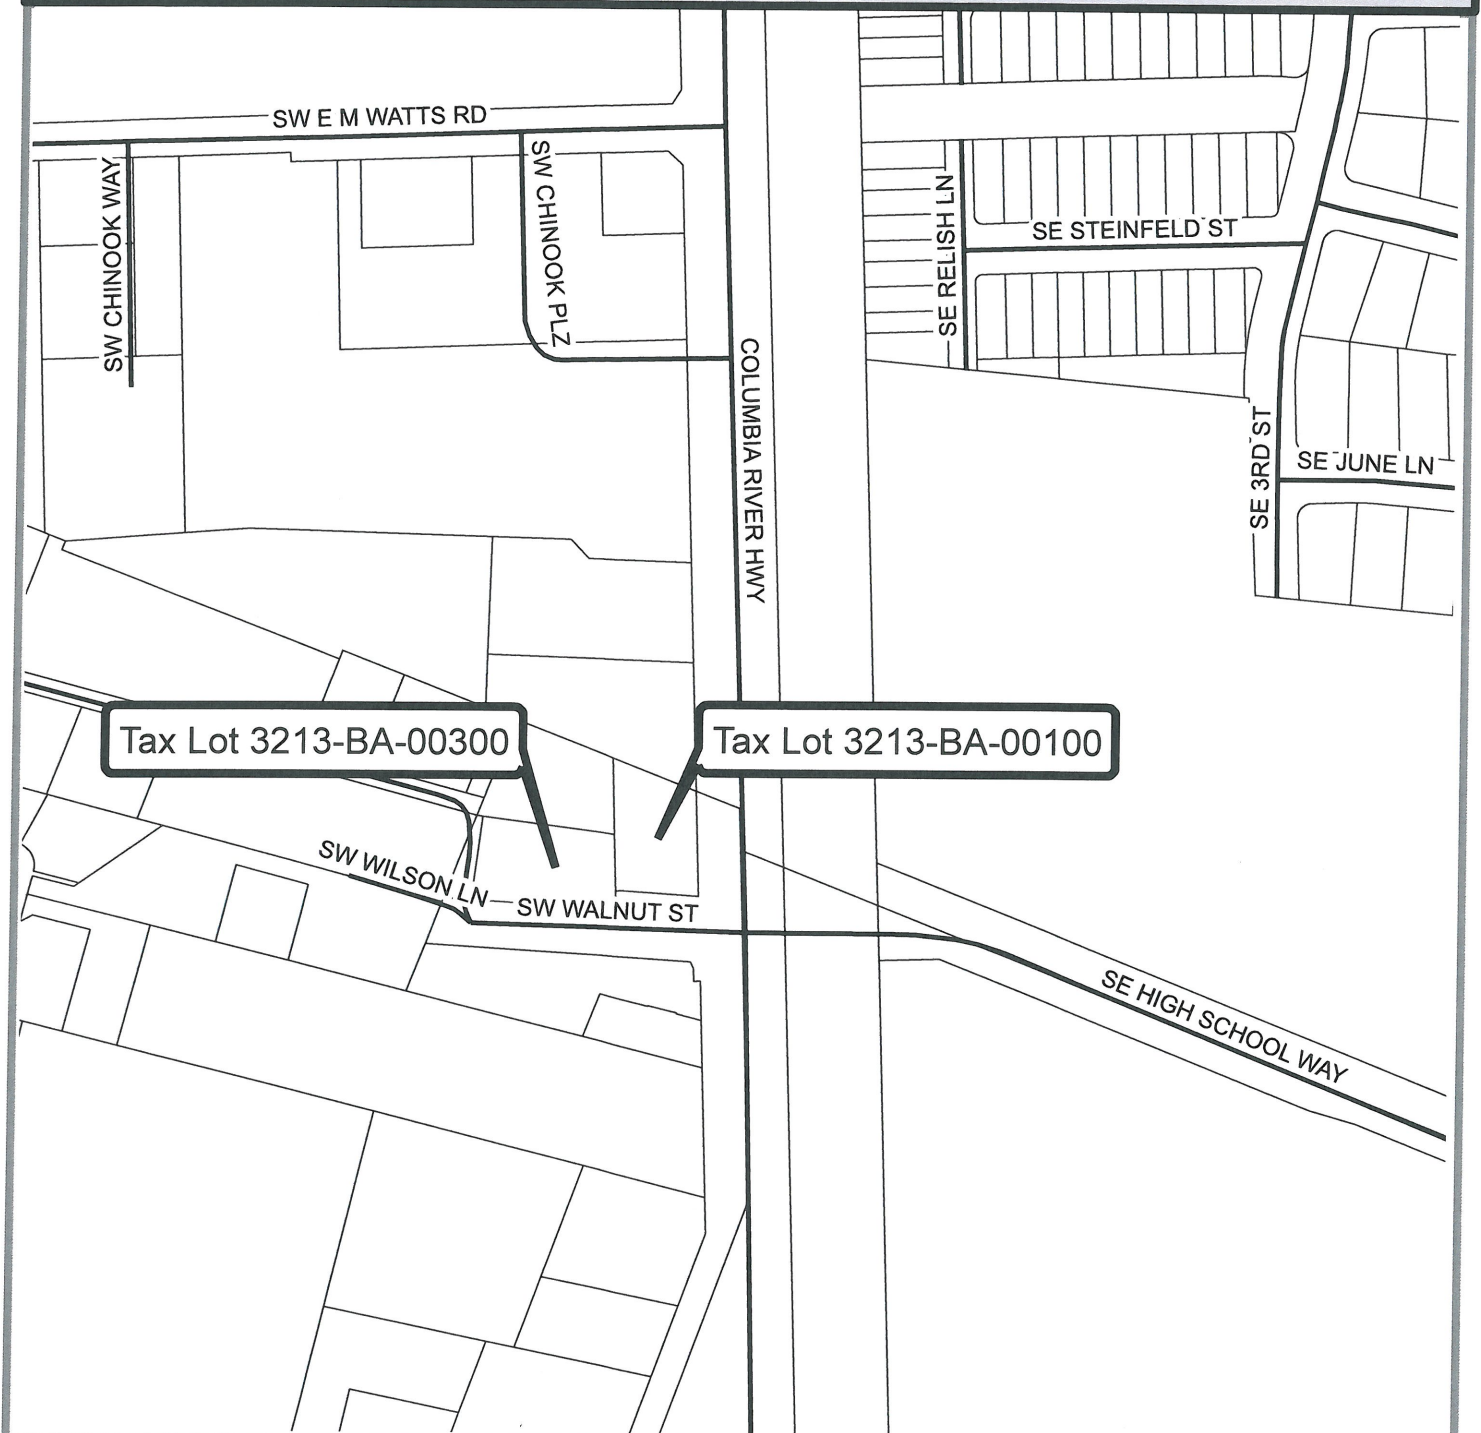 SW E M WATTS RD
SW CHINOOK WAY
SW CHINOOK PLZ
SE RELISH LN
SE STEINFELD ST
COLUMBIA RIVER HWY
SE 3RD ST
SE JUNE LN
Tax Lot 3213-BA-00300
Tax Lot 3213-BA-00100
SW WILSON LN
SW WALNUT ST
SE HIGH SCHOOL WAY